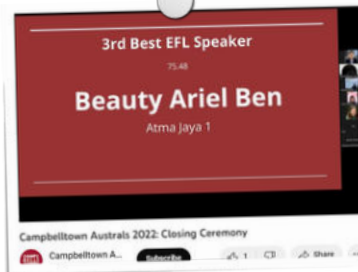 3rd Best EFL Speaker
75.48
Beauty Ariel Ben
Atma Jaya 1
Campbelltown Australs 2022: Closing Ceremony
Campbelltown A...
Subscribe
1
Share